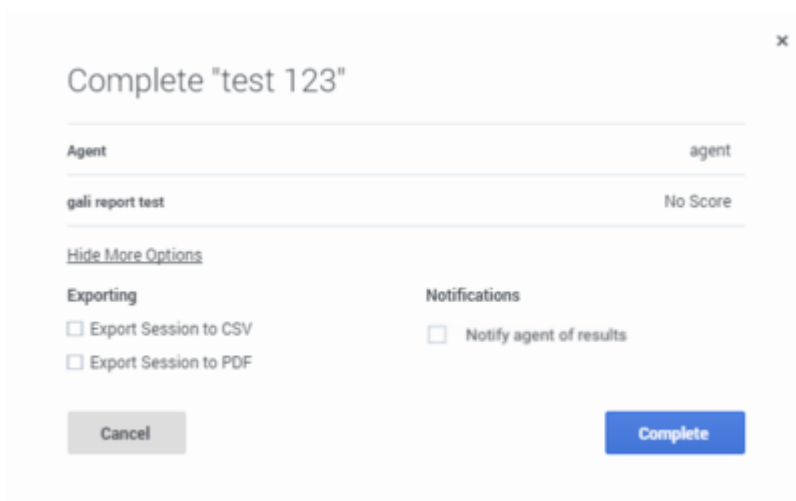 ×
Complete "test 123"
Agent agent
gali report test No Score
Hide More Options
Exporting Notifications
Export Session to CSV Notify agent of results
Export Session to PDF
Cancel Complete